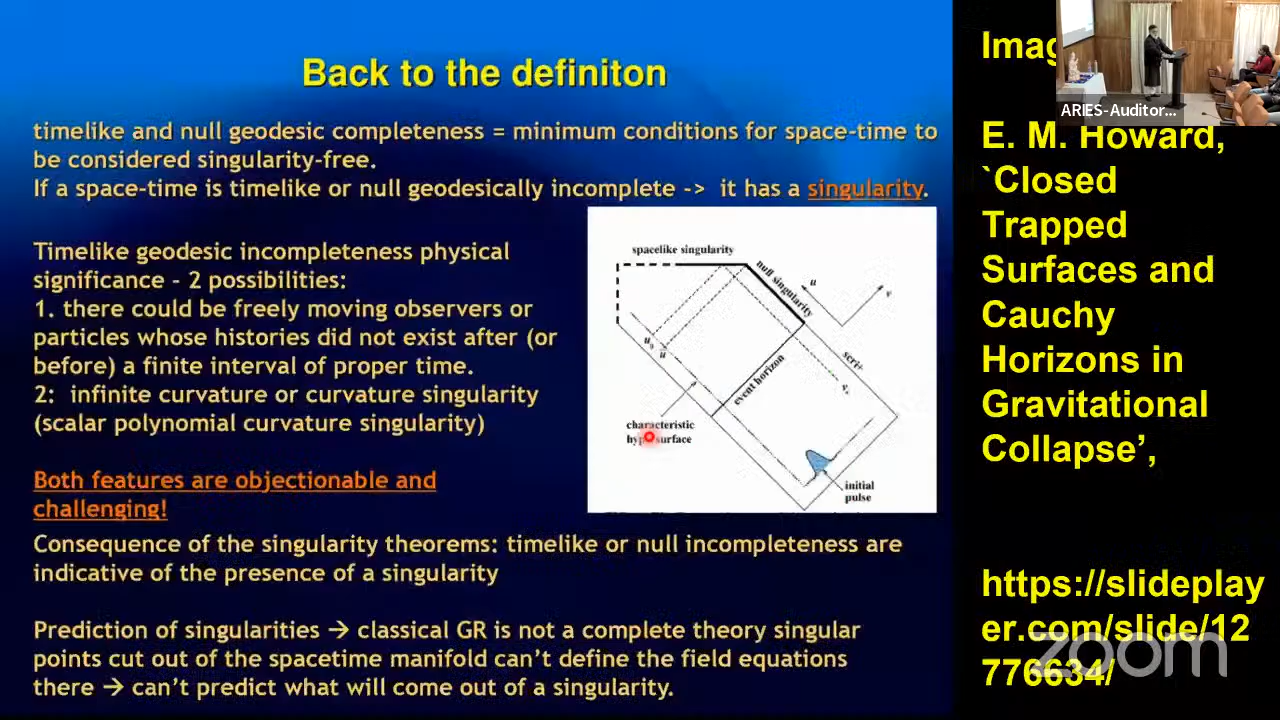 Back to the definiton
timelike and null geodesic completeness = minimum conditions for space-time to
be considered singularity-free.
If a space-time is timelike or null geodesically incomplete -> it has a singularity.
Timelike geodesic incompleteness physical
significance - 2 possibilities:
1. there could be freely moving observers or
particles whose histories did not exist after (or
before) a finite interval of proper time.
2: infinite curvature or curvature singularity
(scalar polynomial curvature singularity)
Both features are objectionable and
challenging!
spacelike singularity
null singularity
u
v
u₀
u
scri+
event horizon
characteristic
initial
pulse
Consequence of the singularity theorems: timelike or null incompleteness are
indicative of the presence of a singularity
Prediction of singularities → classical GR is not a complete theory singular
points cut out of the spacetime manifold can't define the field equations
there → can't predict what will come out of a singularity.
ARIES-Auditor...
E. M. Howard,
`Closed
Trapped
Surfaces and
Cauchy
Horizons in
Gravitational
Collapse’,
https://slideplay
er.com/slide/12
776634/
zoom